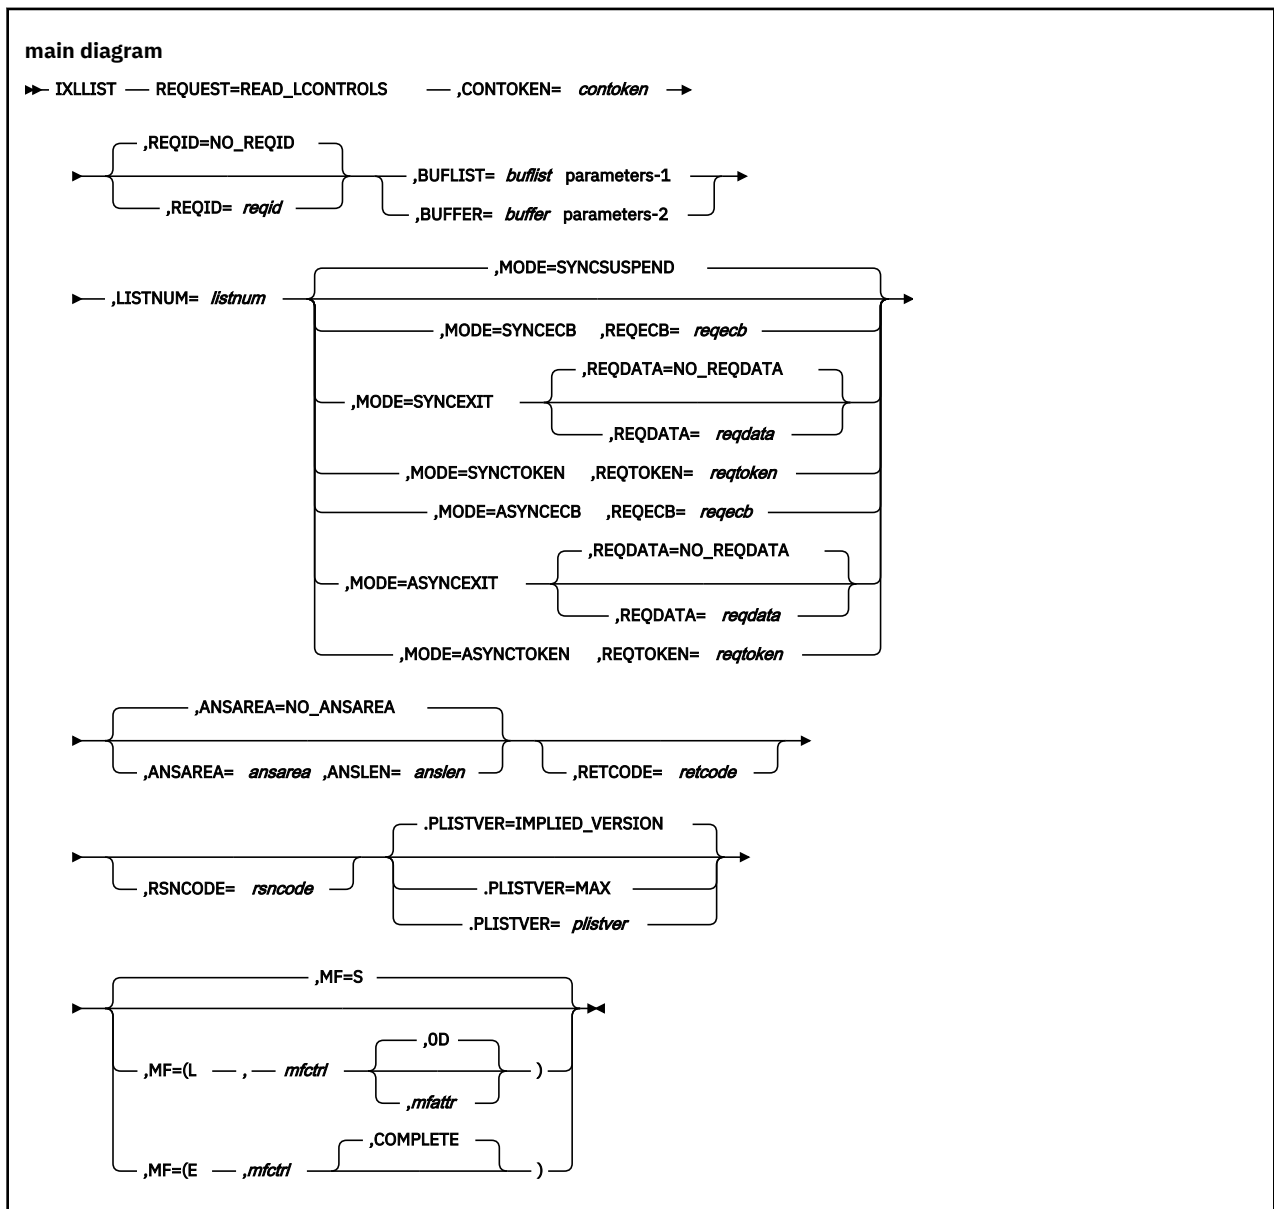 main diagram
IXLLIST REQUEST=READ_LCONTROLS ,CONTOKEN= contoken
,REQID=NO_REQID
,REQID= reqid
,BUFLIST= buflist parameters-1
,BUFFER= buffer parameters-2
,LISTNUM= listnum
,MODE=SYNCSUSPEND
,MODE=SYNCECB ,REQECB= reqecb
,MODE=SYNCEXIT
,REQDATA=NO_REQDATA
,REQDATA= reqdata
,MODE=SYNCTOKEN ,REQTOKEN= reqtoken
,MODE=ASYNCECB ,REQECB= reqecb
,MODE=ASYNCEXIT
,REQDATA=NO_REQDATA
,REQDATA= reqdata
,MODE=ASYNCTOKEN ,REQTOKEN= reqtoken
,ANSAREA=NO_ANSAREA
,ANSAREA= ansarea ,ANSLEN= anslen
,RETCODE= retcode
,RSNCODE= rsncode
.PLISTVER=IMPLIED_VERSION
.PLISTVER=MAX
.PLISTVER= plistver
,MF=S
,MF=(L , mfctrl
,0D
,mfattr
)
,MF=(E ,mfctrl
,COMPLETE
)